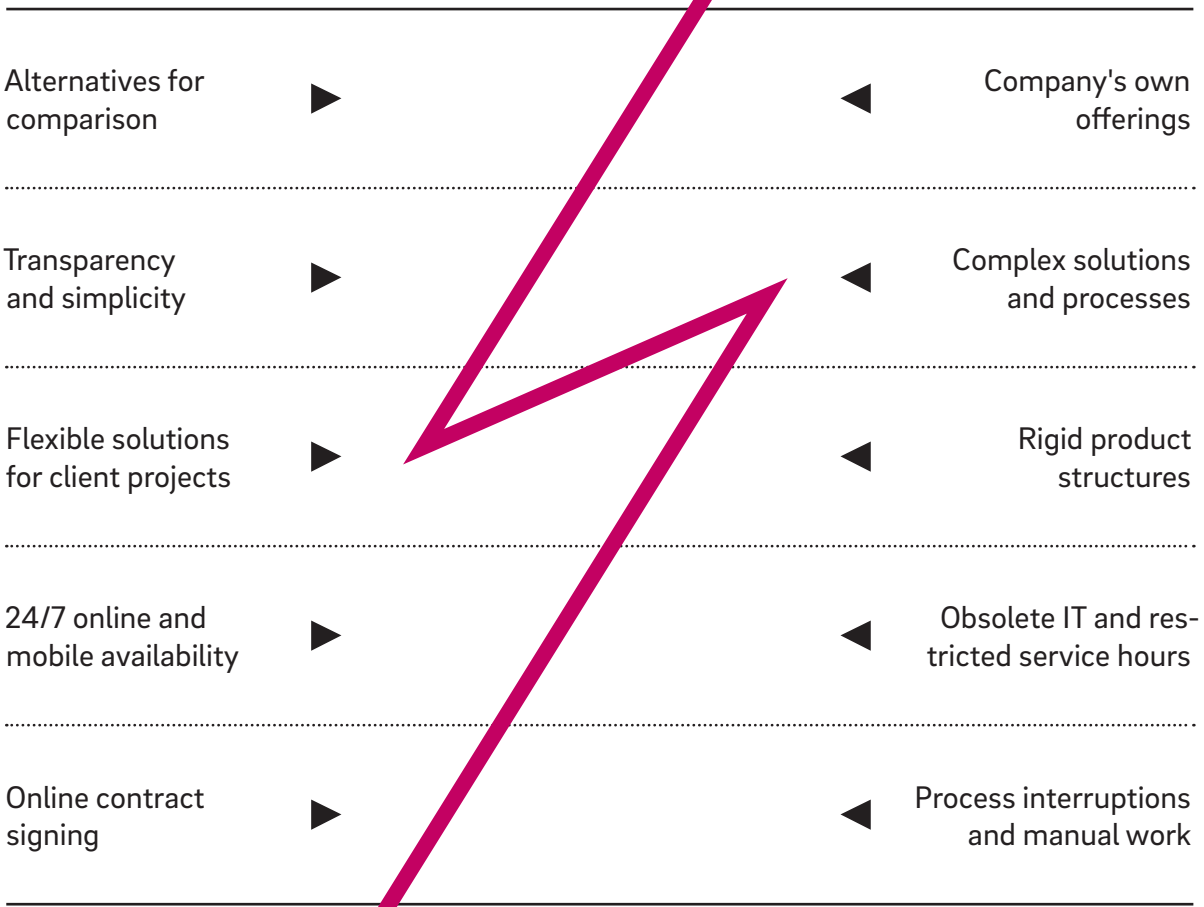 Alternatives for
comparison
Company's own
offerings
Transparency
and simplicity
Complex solutions
and processes
Flexible solutions
for client projects
Rigid product
structures
24/7 online and
mobile availability
Obsolete IT and res-
tricted service hours
Online contract
signing
Process interruptions
and manual work